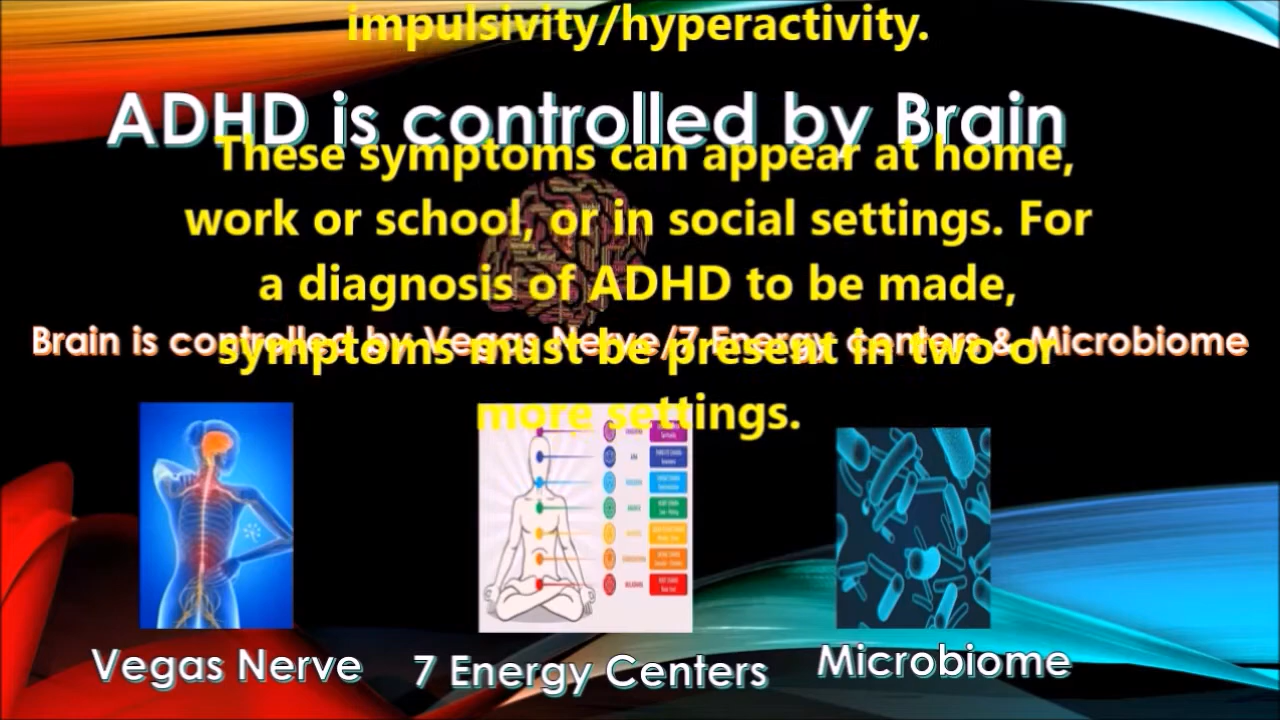 impulsivity/hyperactivity.
ADHD is controlled by Brain
These symptoms can appear at home,
work or school, or in social settings. For
a diagnosis of ADHD to be made,
Brain is controlled by Vegas Nerve/7 Energy centers & Microbiome
symptoms must be present in two or
more settings.
Vegas Nerve
7 Energy Centers
Microbiome